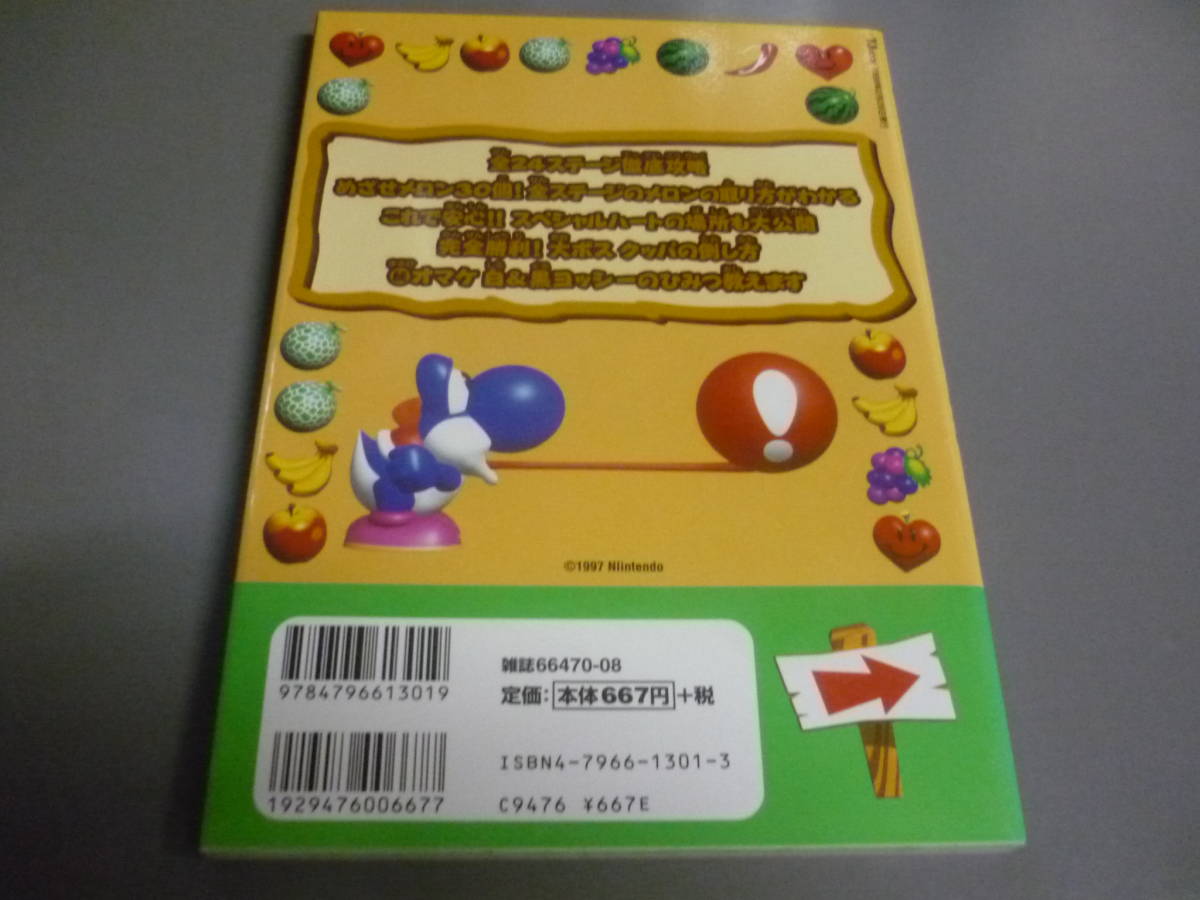 全24ステージ徹底攻略
めざせメロン30個! 全ステージのメロンの取り方がわかる
これで安心!! スペシャルハートの場所も大公開
完全勝利! 大ボス クッパの倒し方
オマケ 白&黒ヨッシーのひみつ教えます
!
©1997 Niintendo
9784796613019
雑誌66470-08
定価: 本体667円 +税
1929476006677
ISBN4-7966-1301-3
C9476 ¥667E